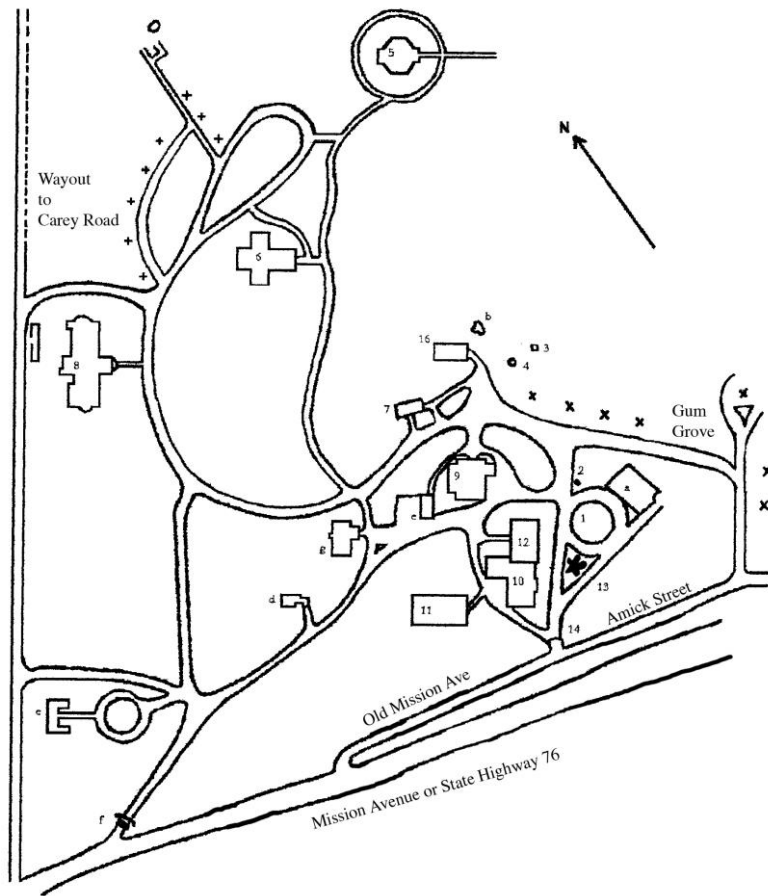 5
N
Wayout
to
Carey Road
6
b
16
3
4
8
7
Gum
Grove
9
2
a
e
1
g
12
10
d
11
13
Amick Street
14
Old Mission Ave
c
Mission Avenue or State Highway 76
f